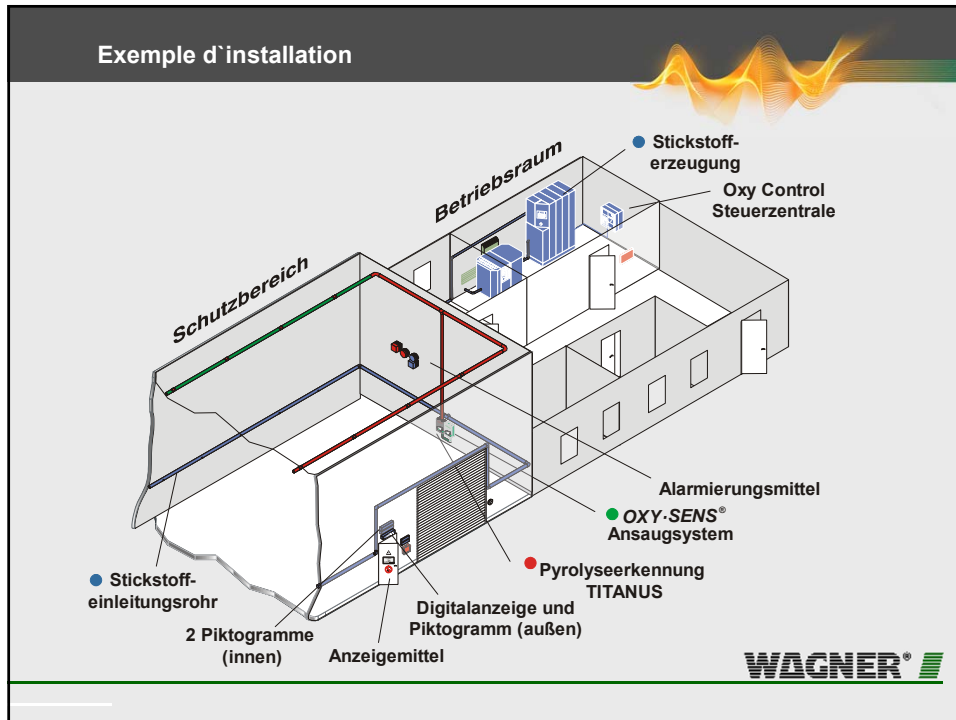 Exemple d`installation
Stickstoff-
erzeugung
Betriebsraum
Oxy Control
Steuerzentrale
Schutzbereich
Alarmierungsmittel
OXY·SENS®
Ansaugsystem
Pyrolyseerkennung
TITANUS
Stickstoff-
einleitungsrohr
Digitalanzeige und
Piktogramm (außen)
2 Piktogramme
(innen)
Anzeigemittel
WAGNER®